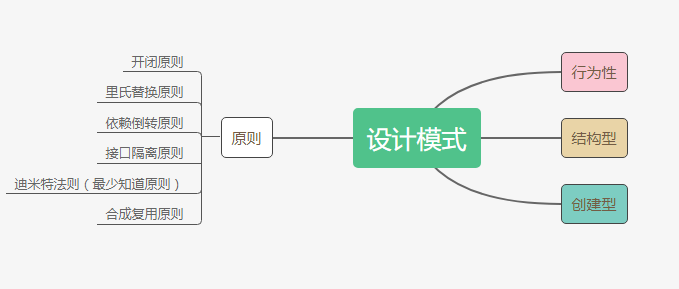 开闭原则
里氏替换原则
依赖倒转原则
接口隔离原则
迪米特法则（最少知道原则）
合成复用原则
原则
设计模式
行为性
结构型
创建型